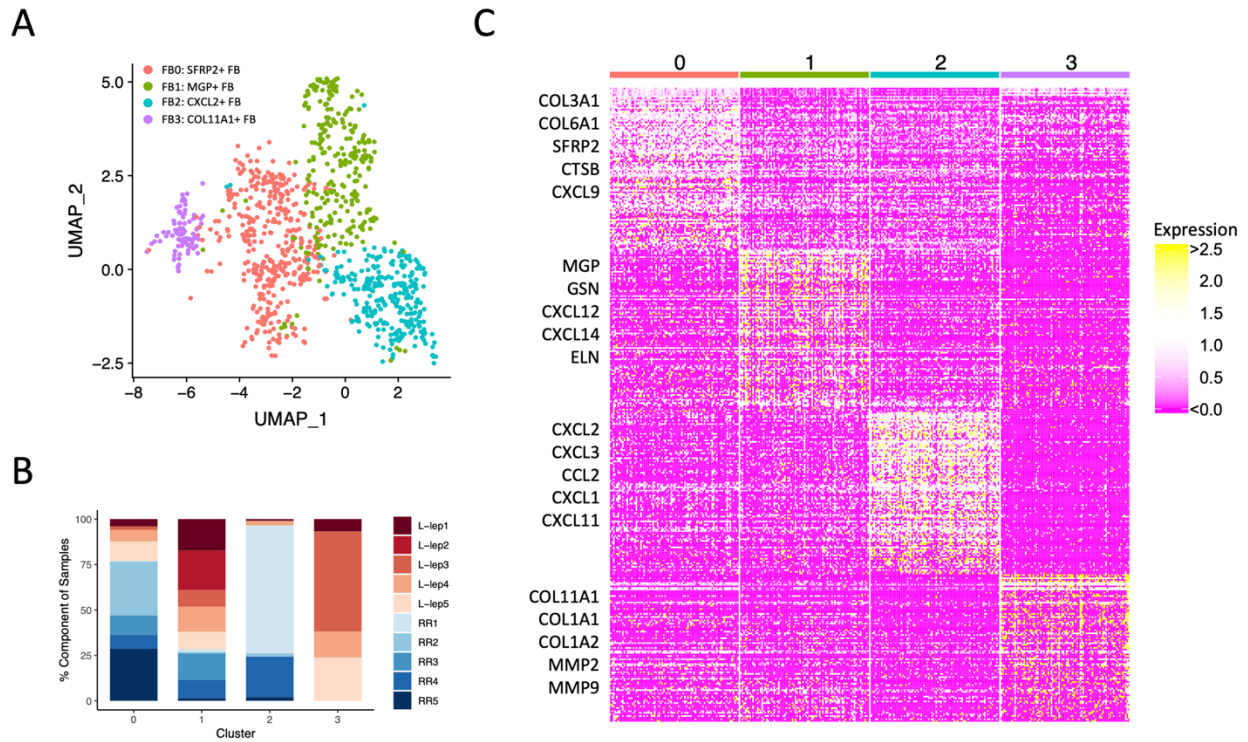 A
FB0: SFRP2+ FB
FB1: MGP+ FB
FB2: CXCL2+ FB
FB3: COL11A1+ FB
5.0
2.5
0.0
−2.5
UMAP_2
−8
−6
−4
−2
0
2
UMAP_1
B
100
75
50
25
0
% Component of Samples
0
1
2
3
Cluster
L−lep1
L−lep2
L−lep3
L−lep4
L−lep5
RR1
RR2
RR3
RR4
RR5
C
0
1
2
3
COL3A1
COL6A1
SFRP2
CTSB
CXCL9
MGP
GSN
CXCL12
CXCL14
ELN
CXCL2
CXCL3
CCL2
CXCL1
CXCL11
COL11A1
COL1A1
COL1A2
MMP2
MMP9
Expression
>2.5
2.0
1.5
1.0
0.5
<0.0